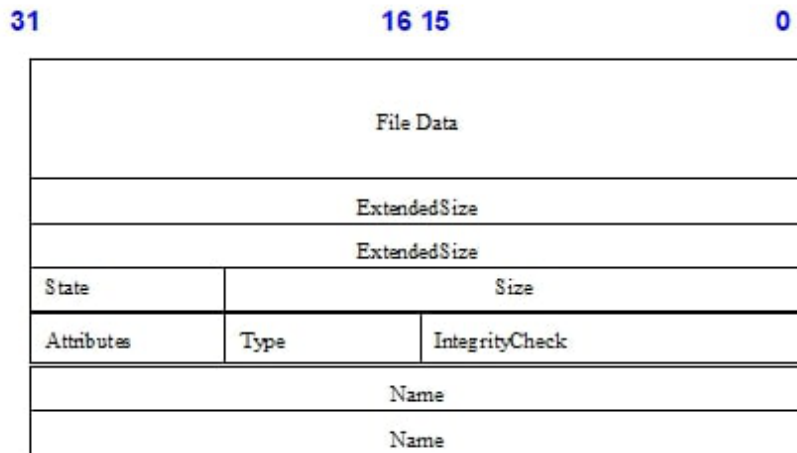 31 16 15 0
File Data
ExtendedSize
ExtendedSize
State Size
Attributes Type IntegrityCheck
Name
Name